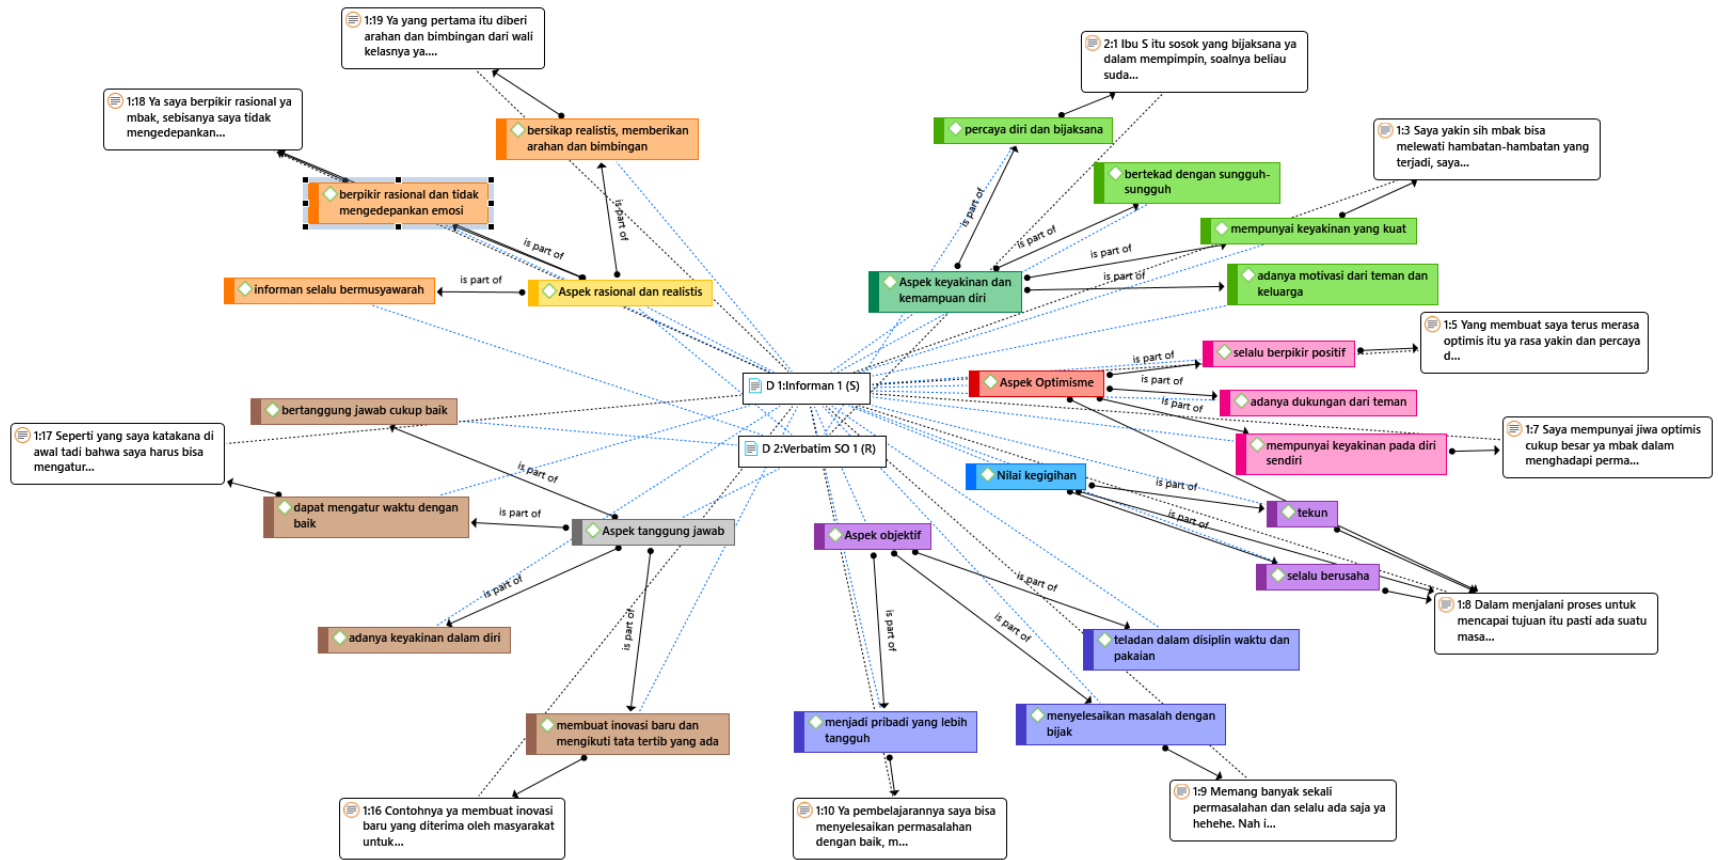 1:19 Ya yang pertama itu diberi
arahan dan bimbingan dari wali
kelasnya ya....
2:1 Ibu S itu sosok yang bijaksana ya
dalam mempimpin, soalnya beliau
suda...
1:18 Ya saya berpikir rasional ya
mbak, sebisanya saya tidak
mengedepankan...
bersikap realistis, memberikan
arahan dan bimbingan
percaya diri dan bijaksana
1:3 Saya yakin sih mbak bisa
melewati hambatan-hambatan yang
terjadi, saya...
bertekad dengan sungguh-
sungguh
berpikir rasional dan tidak
mengedepankan emosi
is part of
is part of
mempunyai keyakinan yang kuat
is part of
is part of
is part of
is part of
is part of
informan selalu bermusyawarah
Aspek rasional dan realistis
Aspek keyakinan dan
kemampuan diri
adanya motivasi dari teman dan
keluarga
1:5 Yang membuat saya terus merasa
optimis itu ya rasa yakin dan percaya
d...
selalu berpikir positif
is part of
D 1:Informan 1 (S)
Aspek Optimisme
is part of
adanya dukungan dari teman
is part of
bertanggung jawab cukup baik
1:17 Seperti yang saya katakana di
awal tadi bahwa saya harus bisa
mengatur...
D 2:Verbatim SO 1 (R)
mempunyai keyakinan pada diri
sendiri
1:7 Saya mempunyai jiwa optimis
cukup besar ya mbak dalam
menghadapi perma...
is part of
Nilai kegigihan
is part of
dapat mengatur waktu dengan
baik
is part of
Aspek tanggung jawab
Aspek objektif
tekun
is part of
is part of
is part of
selalu berusaha
1:8 Dalam menjalani proses untuk
mencapai tujuan itu pasti ada suatu
masa...
adanya keyakinan dalam diri
is part of
is part of
is part of
teladan dalam disiplin waktu dan
pakaian
membuat inovasi baru dan
mengikuti tata tertib yang ada
menjadi pribadi yang lebih
tangguh
menyelesaikan masalah dengan
bijak
1:16 Contohnya ya membuat inovasi
baru yang diterima oleh masyarakat
untuk...
1:10 Ya pembelajarannya saya bisa
menyelesaikan permasalahan
dengan baik, m...
1:9 Memang banyak sekali
permasalahan dan selalu ada saja ya
hehehe. Nah i...